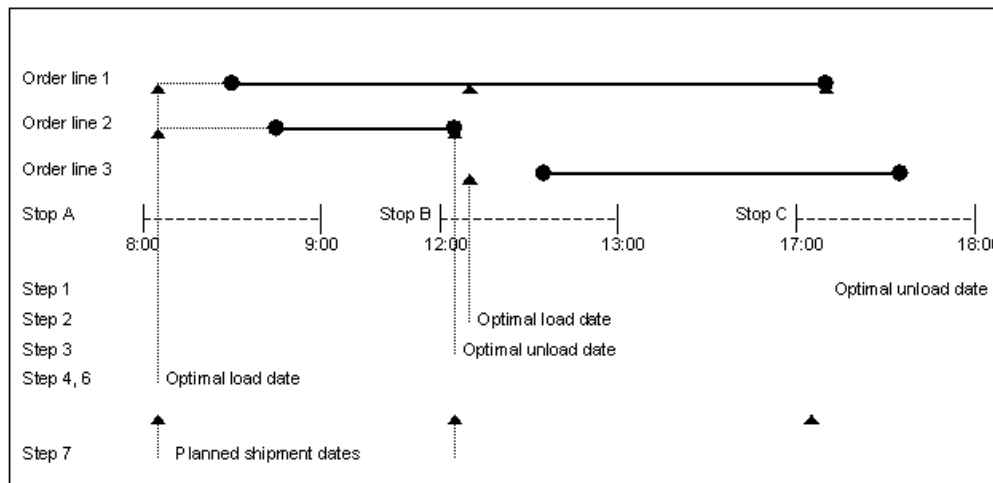 Order line 1
Order line 2
Order line 3
Stop A Stop B Stop C
8:00 9:00 12:00 13:00 17:00 18:00
Step 1 Optimal unload date
Step 2 Optimal load date
Step 3 Optimal unload date
Step 4, 6 Optimal load date
Step 7 Planned shipment dates